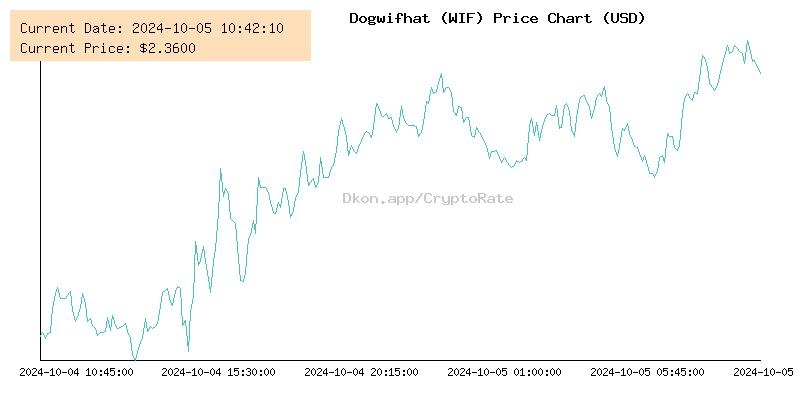 Dogwifhat (WIF) Price Chart (USD)
Current Date: 2024-10-05 10:42:10
Current Price: $2.3600
Dkon.app/CryptoRate
2024-10-04 10:45:00 2024-10-04 15:30:00 2024-10-04 20:15:00 2024-10-05 01:00:00 2024-10-05 05:45:00 2024-10-05